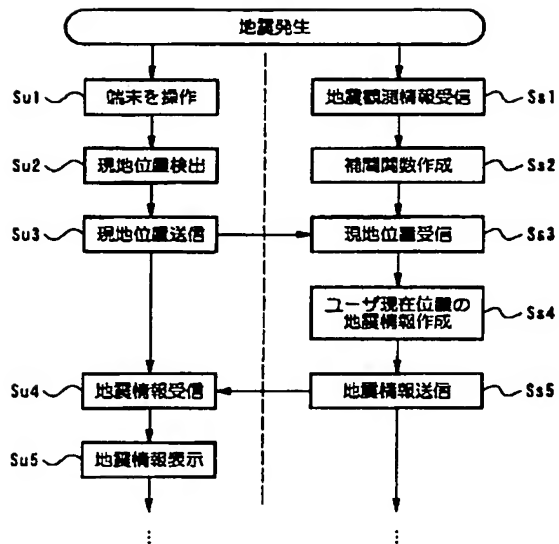 地震発生
Su1 端末を操作
地震観測情報受信 Ss1
Su2 現地位置検出
補間関数作成 Ss2
Su3 現地位置送信
現地位置受信 Ss3
ユーザ現在位置の
地震情報作成 Ss4
Su4 地震情報受信
地震情報送信 Ss5
Su5 地震情報表示
⋮ ⋮